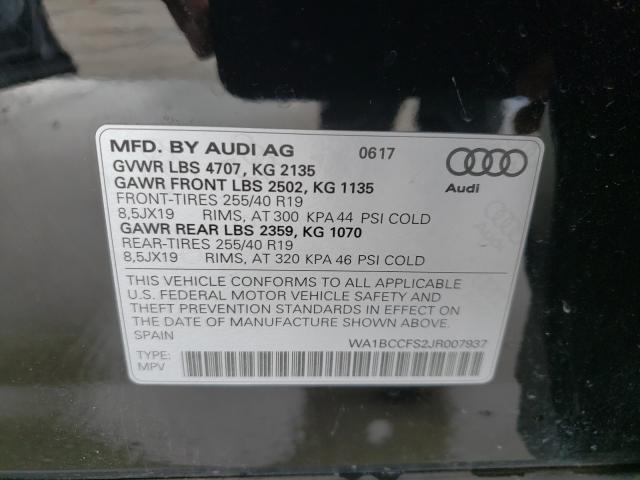 MFD. BY AUDI AG 0617
GVWR LBS 4707, KG 2135
GAWR FRONT LBS 2502, KG 1135
FRONT-TIRES 255/40 R19
8,5JX19 RIMS, AT 300 KPA 44 PSI COLD
GAWR REAR LBS 2359, KG 1070
REAR-TIRES 255/40 R19
8,5JX19 RIMS, AT 320 KPA 46 PSI COLD
Audi
AUDI
THIS VEHICLE CONFORMS TO ALL APPLICABLE
U.S. FEDERAL MOTOR VEHICLE SAFETY AND
THEFT PREVENTION STANDARDS IN EFFECT ON
THE DATE OF MANUFACTURE SHOWN ABOVE.
SPAIN
WA1BCCFS2JR007937
TYPE:
MPV